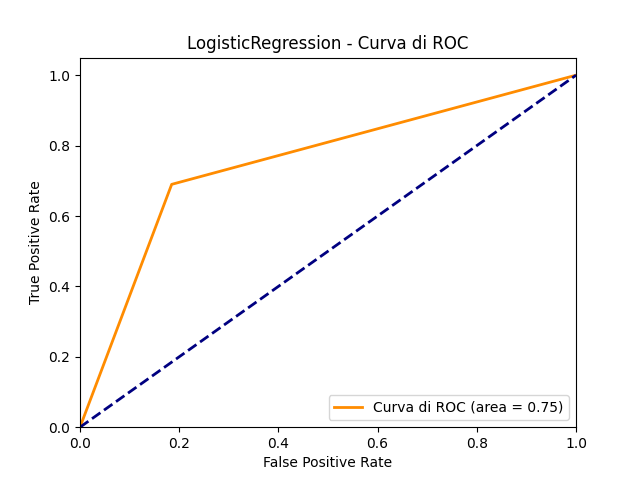 LogisticRegression - Curva di ROC
True Positive Rate
1.0
0.8
0.6
0.4
0.2
0.0
0.0 0.2 0.4 0.6 0.8 1.0
False Positive Rate
Curva di ROC (area = 0.75)